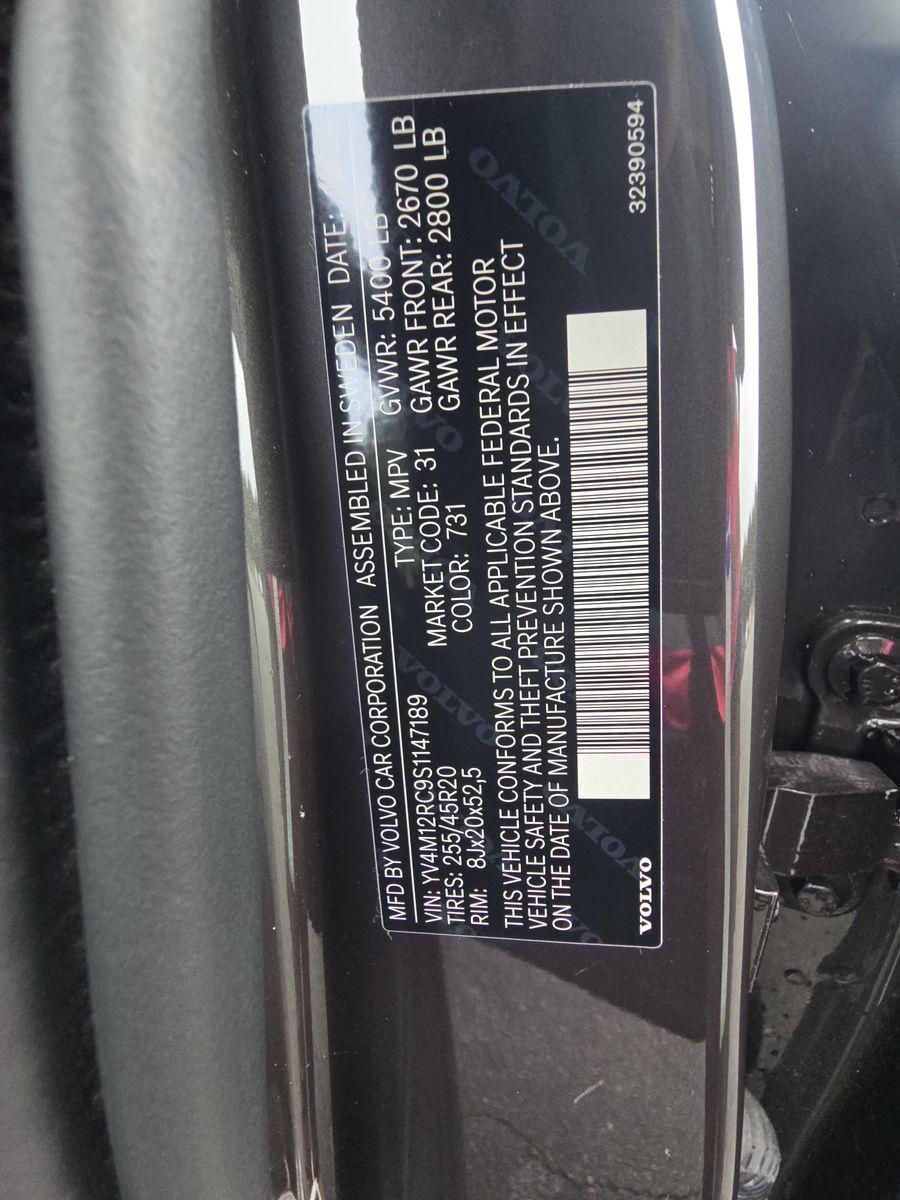 MFD BY VOLVO CAR CORPORATION ASSEMBLED IN SWEDEN DATE:
VIN: YV4M12RC9S1147189 TYPE: MPV GVWR: 5400 LB
TIRES: 255/45R20 MARKET CODE: 31 GAWR FRONT: 2670 LB
RIM: 8Jx20x52,5 COLOR: 731 GAWR REAR: 2800 LB
THIS VEHICLE CONFORMS TO ALL APPLICABLE FEDERAL MOTOR
VEHICLE SAFETY AND THEFT PREVENTION STANDARDS IN EFFECT
ON THE DATE OF MANUFACTURE SHOWN ABOVE.
VOLVO 32390594